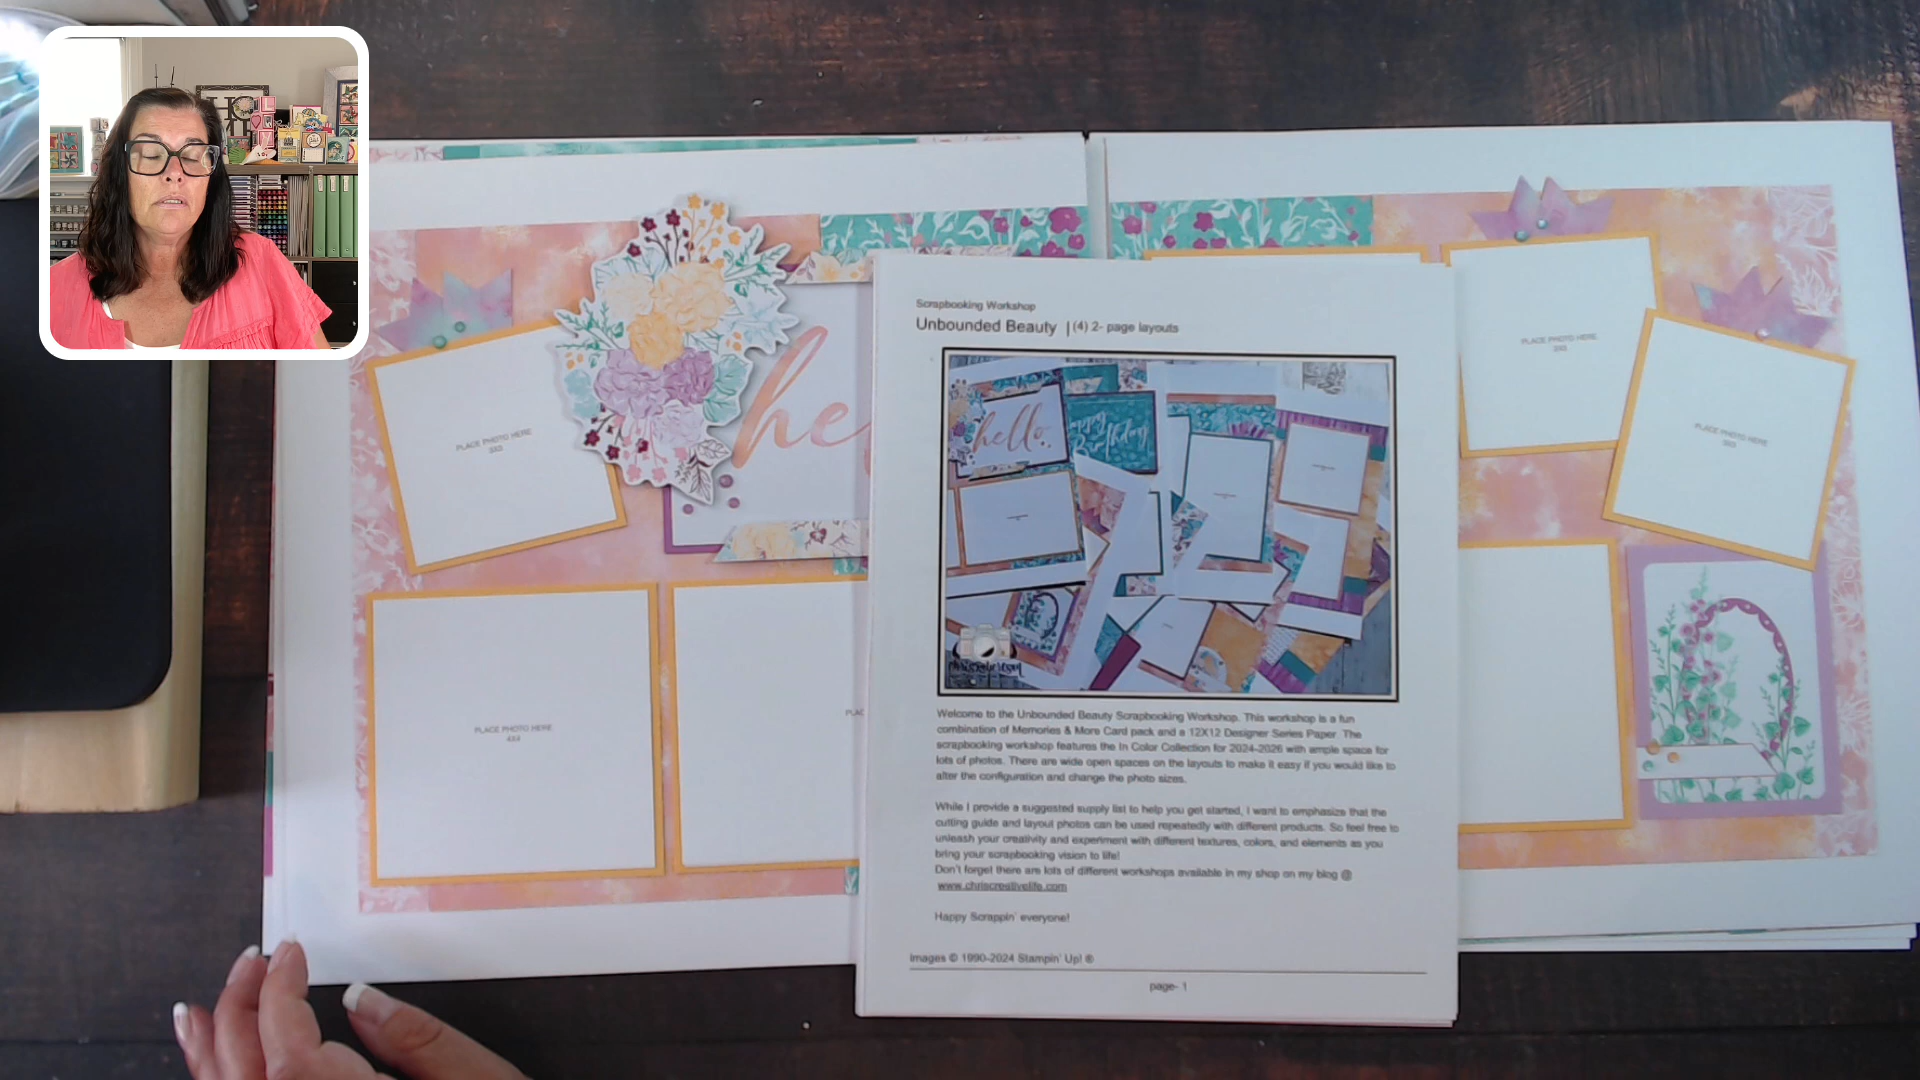 PLACE PHOTO HERE
3X3
he
PLACE PHOTO HERE
4X4
PLAC
Scrapbooking Workshop
Unbounded Beauty | (4) 2- page layouts
hello.
happy
Birthday
Welcome to the Unbounded Beauty Scrapbooking Workshop. This workshop is a fun
combination of Memories & More Card pack and a 12X12 Designer Series Paper. The
scrapbooking workshop features the In Color Collection for 2024-2026 with ample space for
lots of photos. There are wide open spaces on the layouts to make it easy if you would like to
alter the configuration and change the photo sizes.
While I provide a suggested supply list to help you get started, I want to emphasize that the
cutting guide and layout photos can be used repeatedly with different products. So feel free to
unleash your creativity and experiment with different textures, colors, and elements as you
bring your scrapbooking vision to life!
Don't forget there are lots of different workshops available in my shop on my blog @
www.chriscreativelife.com
Happy Scrappin' everyone!
Images © 1990-2024 Stampin' Up! ®
page- 1
PLACE PHOTO HERE
3X3
PLACE PHOTO HERE
3X3